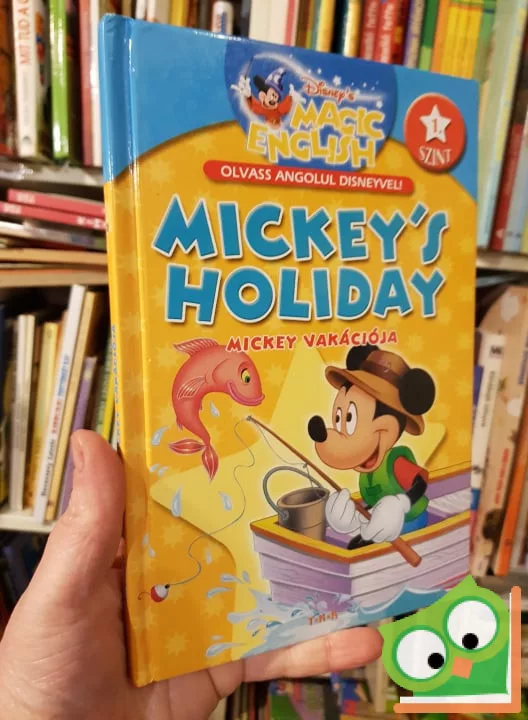 Disney's
MAGIC
ENGLISH
1.
SZINT
OLVASS ANGOLUL DISNEYVEL!
MICKEY'S
HOLIDAY
MICKEY VAKÁCIÓJA